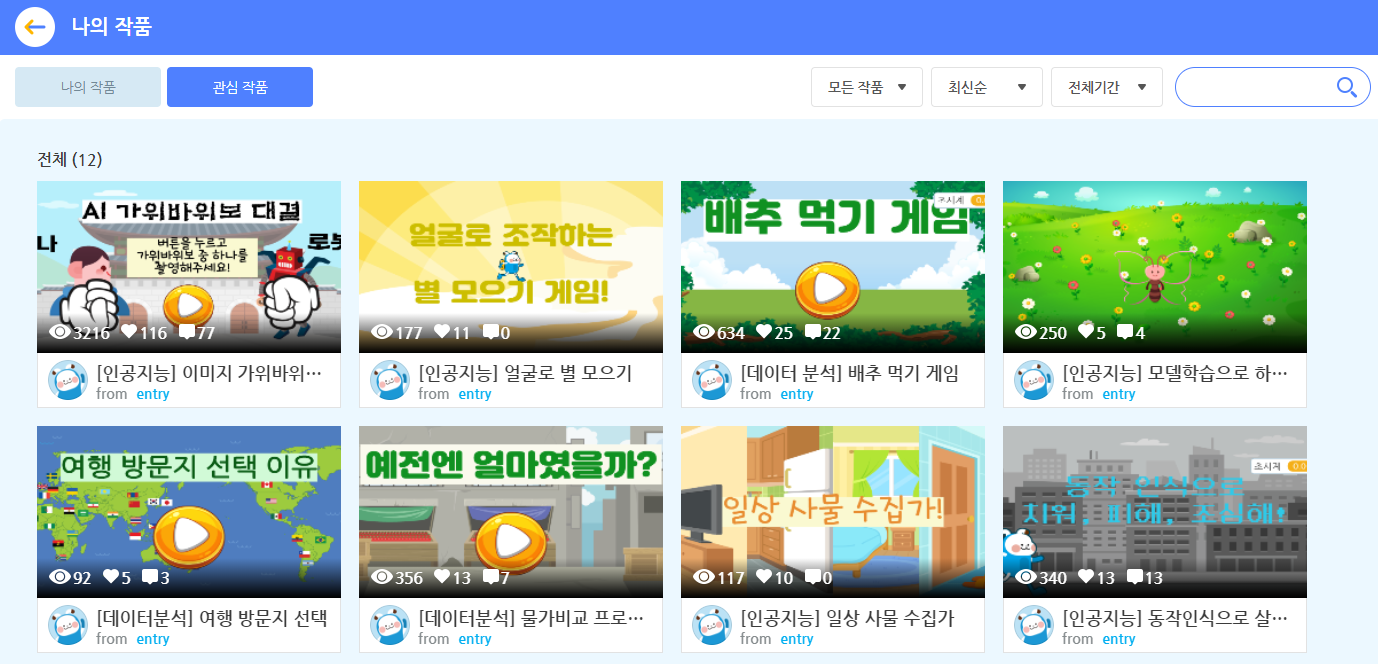 나의 작품
나의 작품 관심 작품 모든 작품 최신순 전체기간
전체 (12)
AI 가위바위보 대결
나
버튼을 누르고
가위바위보 중 하나를
촬영해주세요!
3216 116 77
[인공지능] 이미지 가위바위…
from entry
얼굴로 조작하는
별 모으기 게임!
177 11 0
[인공지능] 얼굴로 별 모으기
from entry
배추 먹기 게임
634 25 22
[데이터 분석] 배추 먹기 게임
from entry
250 5 4
[인공지능] 모델학습으로 하…
from entry
여행 방문지 선택 이유
92 5 3
[데이터분석] 여행 방문지 선택
from entry
예전엔 얼마였을까?
356 13 7
[데이터분석] 물가비교 프로…
from entry
일상 사물 수집가!
117 10 0
[인공지능] 일상 사물 수집가
from entry
초시계
동작 인식으로
치워, 피해, 조심해!
340 13 13
[인공지능] 동작인식으로 살…
from entry